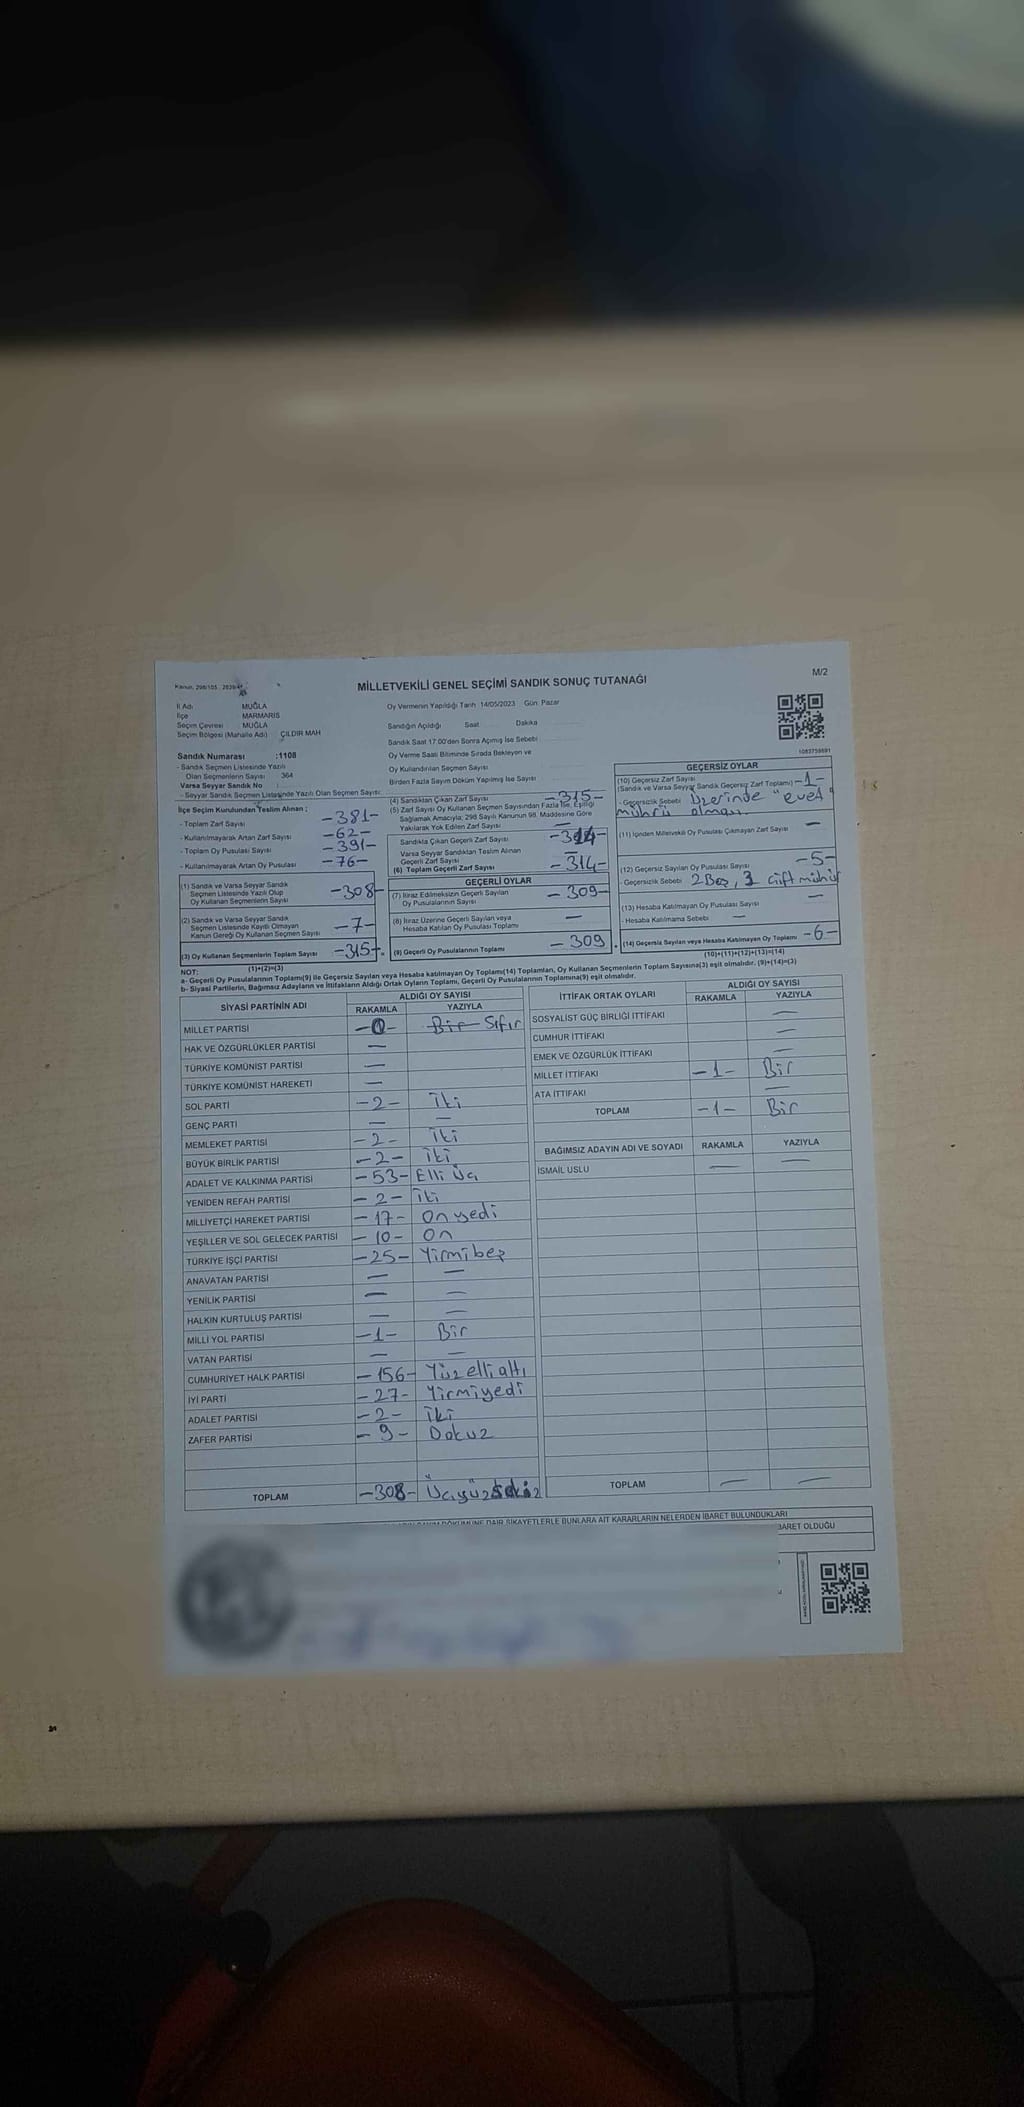 Kanun, 298/105 2839/
M/2
MİLLETVEKİLİ GENEL SEÇİMİ SANDIK SONUÇ TUTANAĞI
İl Adı MUĞLA
İlçe MARMARİS
Seçim Çevresi MUĞLA
Seçim Bölgesi (Mahalle Adı) ÇILDIR MAH
Oy Vermenin Yapıldığı Tarih 14/05/2023 Gün: Pazar
Sandığın Açıldığı Saat Dakika
Sandık Saat 17:00'den Sonra Açımış İse Sebebi
Oy Verme Saati Bitiminde Sırada Bekleyen ve
Oy Kullandırılan Seçmen Sayısı
Birden Fazla Sayım Döküm Yapılmış İse Sayısı
1083759891
Sandık Numarası :1108
- Sandık Seçmen Listesinde Yazılı
Olan Seçmenlerin Sayısı 364
Varsa Seyyar Sandık No
- Seyyar Sandık Seçmen Listesinde Yazılı Olan Seçmen Sayısı:
İlçe Seçim Kurulundan Teslim Alınan ;
- Toplam Zarf Sayısı -381-
- Kullanılmayarak Artan Zarf Sayısı -62-
- Toplam Oy Pusulası Sayısı -391-
- Kullanılmayarak Artan Oy Pusulası -76-
(1) Sandık ve Varsa Seyyar Sandık
Seçmen Listesinde Yazılı Olup
Oy Kullanan Seçmenlerin Sayısı -308-
(2) Sandık ve Varsa Seyyar Sandık
Seçmen Listesinde Kayıtlı Olmayan
Kanun Gereği Oy Kullanan Seçmen Sayısı -7-
(3) Oy Kullanan Seçmenlerin Toplam Sayısı -315-
(1)+(2)=(3)
(4) Sandıktan Çıkan Zarf Sayısı -315-
(5) Zarf Sayısı Oy Kullanan Seçmen Sayısından Fazla İse, Eşitliği
Sağlamak Amacıyla; 298 Sayılı Kanunun 98. Maddesine Göre
Yakılarak Yok Edilen Zarf Sayısı —
Sandıkta Çıkan Geçerli Zarf Sayısı -314-
Varsa Seyyar Sandıktan Teslim Alınan
Geçerli Zarf Sayısı —
(6) Toplam Geçerli Zarf Sayısı -314-
GEÇERLİ OYLAR
(7) İtiraz Edilmeksizin Geçerli Sayılan
Oy Pusulasının Sayısı -309-
(8) İtiraz Üzerine Geçerli Sayılan veya
Hesaba Katılan Oy Pusulası Toplamı —
(9) Geçerli Oy Pusulalarının Toplamı -309
GEÇERSİZ OYLAR
(10) Geçersiz Zarf Sayısı
(Sandık ve Varsa Seyyar Sandık Geçersiz Zarf Toplamı) -1-
- Geçersizlik Sebebi Üzerinde "evet"
mührü olması.
(11) İçinden Milletvekili Oy Pusulası Çıkmayan Zarf Sayısı —
(12) Geçersiz Sayılan Oy Pusulası Sayısı -5-
- Geçersizlik Sebebi 2 Boş, 3 çift mühür
(13) Hesaba Katılmayan Oy Pusulası Sayısı —
- Hesaba Katılmama Sebebi —
(14) Geçersiz Sayılan veya Hesaba Katılmayan Oy Toplamı -6-
(10)+(11)+(12)+(13)=(14)
NOT:
a- Geçerli Oy Pusulalarının Toplamı(9) ile Geçersiz Sayılan veya Hesaba katılmayan Oy Toplamı(14) Toplamları, Oy Kullanan Seçmenlerin Toplam Sayısına(3) eşit olmalıdır. (9)+(14)=(3)
b- Siyasi Partilerin, Bağımsız Adayların ve İttifakların Aldığı Ortak Oyların Toplamı, Geçerli Oy Pusulalarının Toplamına(9) eşit olmalıdır.
SİYASİ PARTİNİN ADI ALDIĞI OY SAYISI
RAKAMLA YAZIYLA
MİLLET PARTİSİ -0- Bir Sıfır
HAK VE ÖZGÜRLÜKLER PARTİSİ —
TÜRKİYE KOMÜNİST PARTİSİ —
TÜRKİYE KOMÜNİST HAREKETİ —
SOL PARTİ -2- İki
GENÇ PARTİ — —
MEMLEKET PARTİSİ -2- İki
BÜYÜK BİRLİK PARTİSİ -2- İki
ADALET VE KALKINMA PARTİSİ -53- Elli Üç
YENİDEN REFAH PARTİSİ -2- İki
MİLLİYETÇİ HAREKET PARTİSİ -17- Onyedi
YEŞİLLER VE SOL GELECEK PARTİSİ -10- On
TÜRKİYE İŞÇİ PARTİSİ -25- Yirmibeş
ANAVATAN PARTİSİ — —
YENİLİK PARTİSİ — —
HALKIN KURTULUŞ PARTİSİ — —
MİLLİ YOL PARTİSİ -1- Bir
VATAN PARTİSİ — —
CUMHURİYET HALK PARTİSİ -156- Yüzelli altı
İYİ PARTİ -27- Yirmiyedi
ADALET PARTİSİ -2- İki
ZAFER PARTİSİ -9- Dokuz
TOPLAM -308- Üçyüzsekiz
İTTİFAK ORTAK OYLARI ALDIĞI OY SAYISI
RAKAMLA YAZIYLA
SOSYALİST GÜÇ BİRLİĞİ İTTİFAKI —
CUMHUR İTTİFAKI —
EMEK VE ÖZGÜRLÜK İTTİFAKI —
MİLLET İTTİFAKI -1- Bir
ATA İTTİFAKI —
TOPLAM -1- Bir
BAĞIMSIZ ADAYIN ADI VE SOYADI RAKAMLA YAZIYLA
İSMAİL USLU — —
TOPLAM — —
DÖKÜMÜNE DAİR ŞİKAYETLERLE BUNLARA AİT KARARLARIN NELERDEN İBARET BULUNDUKLARI
İBARET OLDUĞU